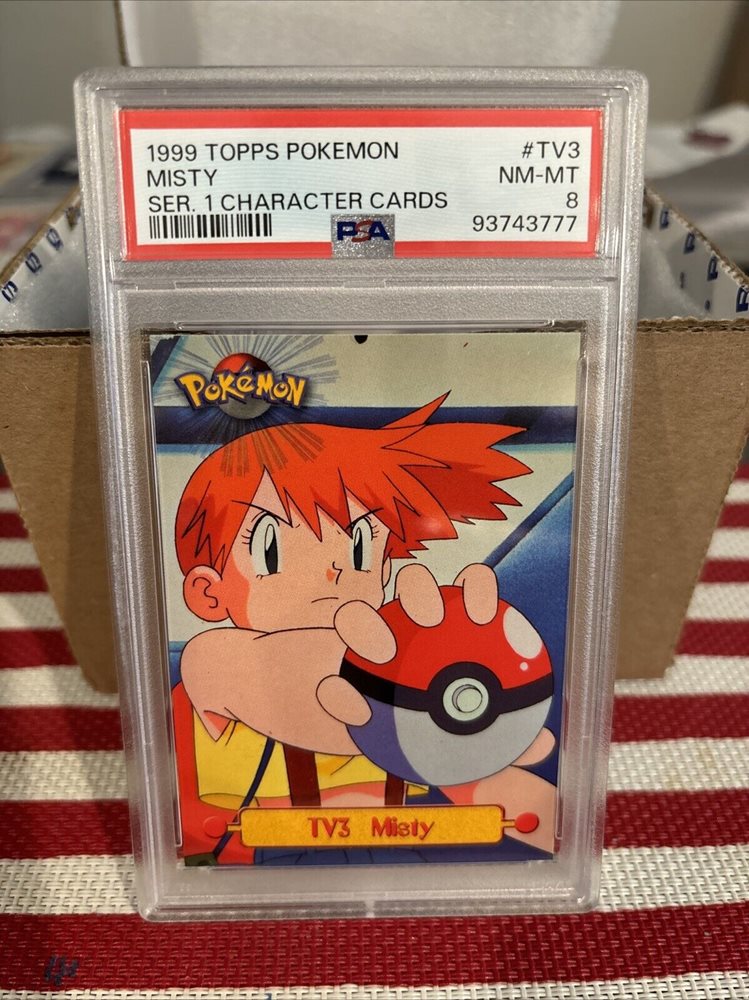 1999 TOPPS POKEMON #TV3
MISTY NM-MT
SER. 1 CHARACTER CARDS 8
PSA 93743777
POKéMON
TV3 Misty